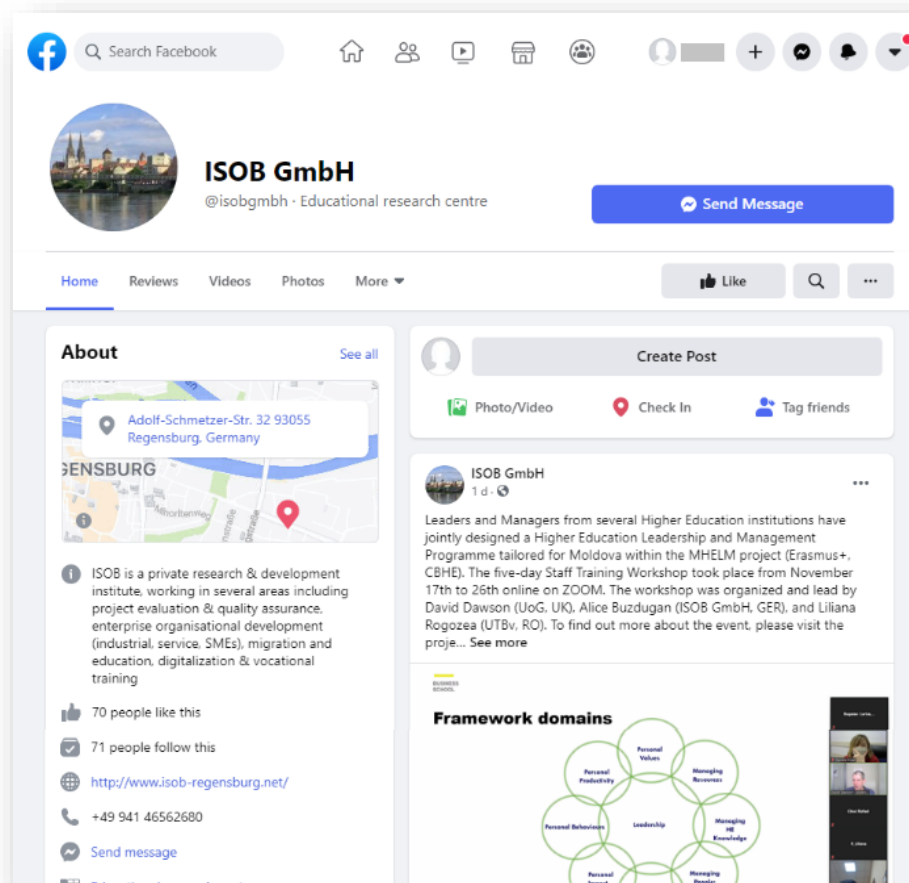 Search Facebook
ISOB GmbH
@isobgmbh · Educational research centre
Send Message
Home
Reviews
Videos
Photos
More
Like
About
See all
Adolf-Schmetzer-Str. 32 93055
Regensburg, Germany
GENSBURG
Minoritenweg
ISOB is a private research & development
institute, working in several areas including
project evaluation & quality assurance,
enterprise organisational development
(industrial, service, SMEs), migration and
education, digitalization & vocational
training
70 people like this
71 people follow this
http://www.isob-regensburg.net/
+49 941 46562680
Send message
Create Post
Photo/Video
Check In
Tag friends
ISOB GmbH
1 d ·
Leaders and Managers from several Higher Education institutions have
jointly designed a Higher Education Leadership and Management
Programme tailored for Moldova within the MHELM project (Erasmus+,
CBHE). The five-day Staff Training Workshop took place from November
17th to 26th online on ZOOM. The workshop was organized and lead by
David Dawson (UoG, UK), Alice Buzdugan (ISOB GmbH, GER), and Liliana
Rogozea (UTBv, RO). To find out more about the event, please visit the
proje... See more
BUSINESS
SCHOOL
Framework domains
Personal
Values
Personal
Productivity
Managing
Resources
Personal Behaviours
Leadership
Managing
HE
Knowledge
Personal
Managing
People